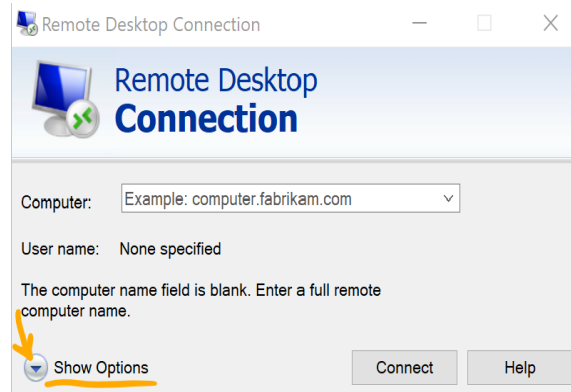 Remote Desktop Connection
Remote Desktop
Connection
Computer: Example: computer.fabrikam.com
User name: None specified
The computer name field is blank. Enter a full remote
computer name.
Show Options Connect Help